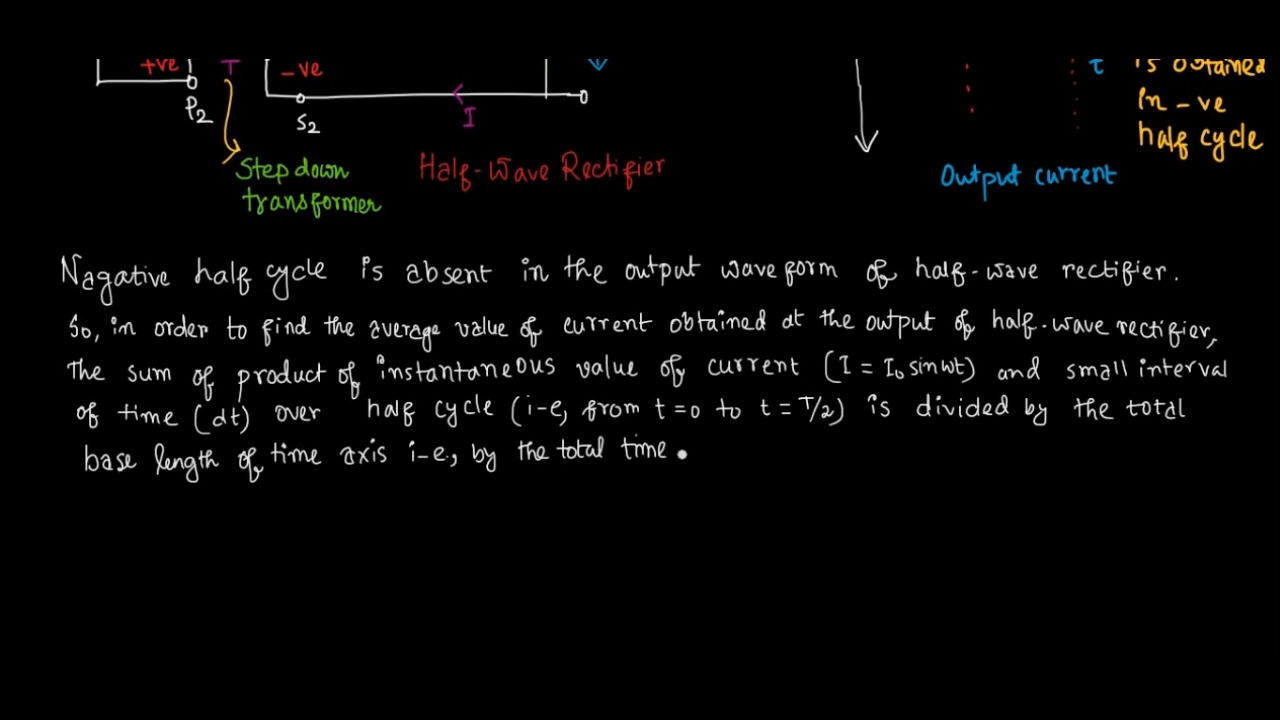 +ve T -ve τ is obtained
P2 S2 I in -ve
half cycle
Step down Half-Wave Rectifier Output current
transformer
Nagative half cycle is absent in the output waveform of half-wave rectifier.
So, in order to find the average value of current obtained at the output of half-wave rectifier,
The sum of product of instantaneous value of current (I = I₀ sin ωt) and small interval
of time (dt) over half cycle (i-e, from t=0 to t=T/2) is divided by the total
base length of time axis i-e., by the total time.